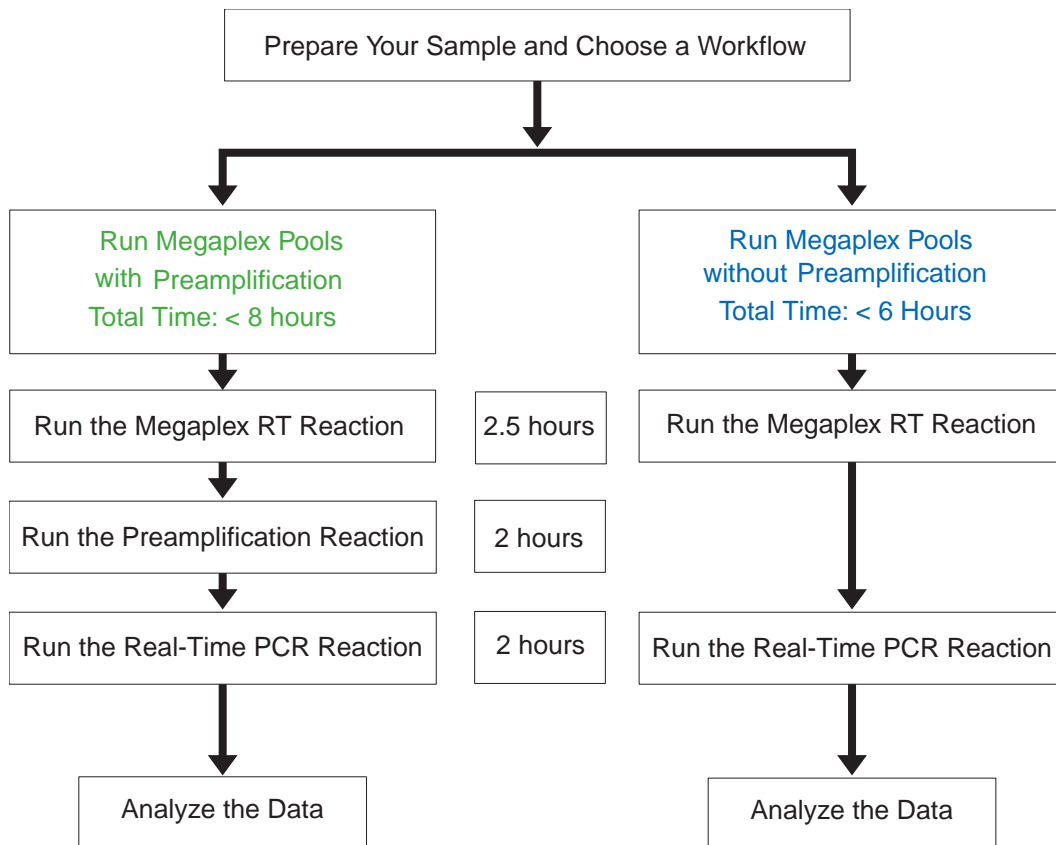 Prepare Your Sample and Choose a Workflow
Run Megaplex Pools
with Preamplification
Total Time: < 8 hours
Run Megaplex Pools
without Preamplification
Total Time: < 6 Hours
Run the Megaplex RT Reaction
2.5 hours
Run the Megaplex RT Reaction
Run the Preamplification Reaction
2 hours
Run the Real-Time PCR Reaction
2 hours
Run the Real-Time PCR Reaction
Analyze the Data
Analyze the Data